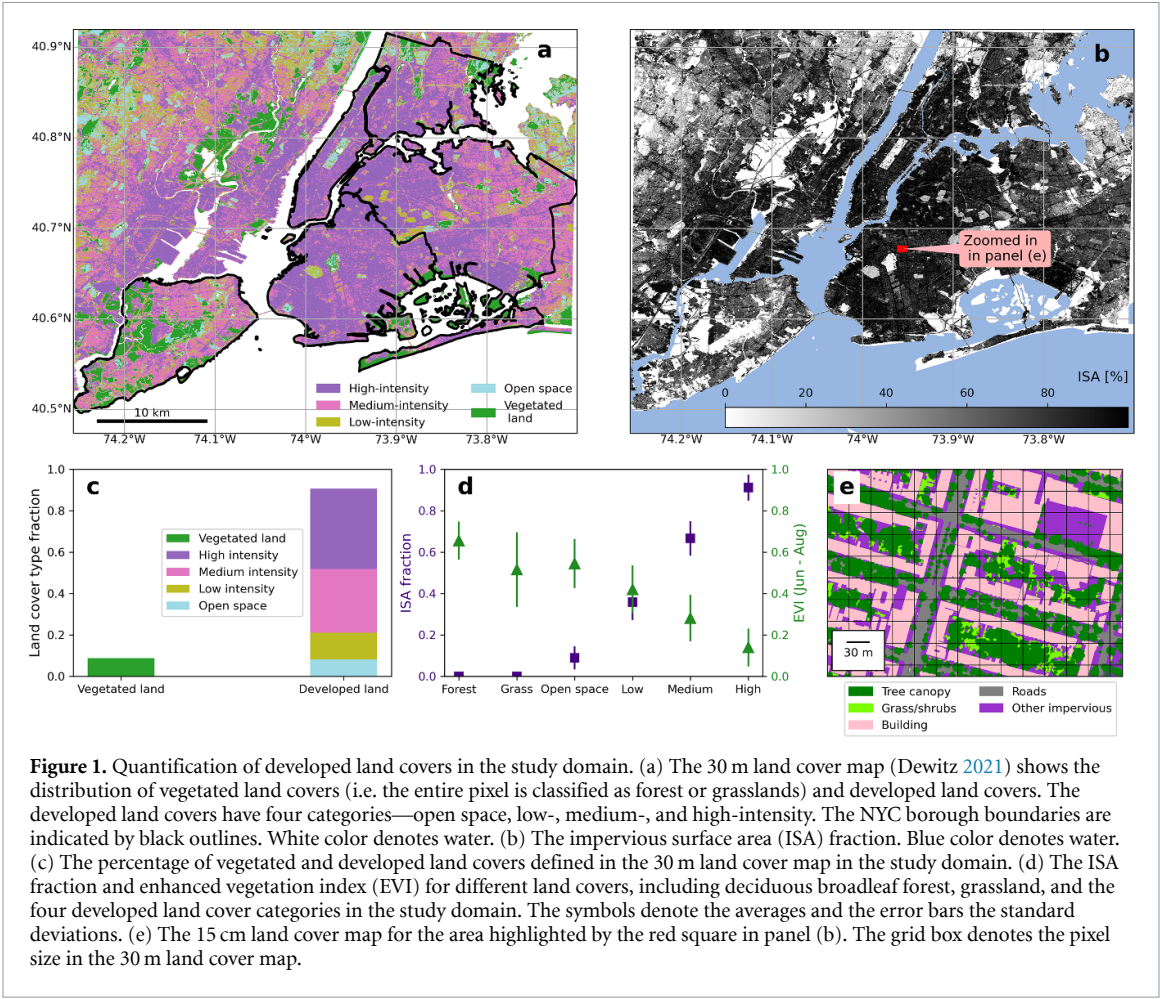 a
40.9°N
40.8°N
40.7°N
40.6°N
40.5°N
10 km
High-intensity
Medium-intensity
Low-intensity
Open space
Vegetated
land
74.2°W
74.1°W
74°W
73.9°W
73.8°W
b
Zoomed in
in panel (e)
ISA [%]
0
20
40
60
80
74.2°W
74.1°W
74°W
73.9°W
73.8°W
c
Land cover type fraction
1.0
0.8
0.6
0.4
0.2
0.0
Vegetated land
High intensity
Medium intensity
Low intensity
Open space
Vegetated land
Developed land
d
ISA fraction
1.0
0.8
0.6
0.4
0.2
0.0
Forest
Grass
Open space
Low
Medium
High
1.0
0.8
0.6
0.4
0.2
0.0
EVI (Jun - Aug)
e
30 m
Tree canopy
Grass/shrubs
Building
Roads
Other impervious
Figure 1. Quantification of developed land covers in the study domain. (a) The 30 m land cover map (Dewitz 2021) shows the
distribution of vegetated land covers (i.e. the entire pixel is classified as forest or grasslands) and developed land covers. The
developed land covers have four categories—open space, low-, medium-, and high-intensity. The NYC borough boundaries are
indicated by black outlines. White color denotes water. (b) The impervious surface area (ISA) fraction. Blue color denotes water.
(c) The percentage of vegetated and developed land covers defined in the 30 m land cover map in the study domain. (d) The ISA
fraction and enhanced vegetation index (EVI) for different land covers, including deciduous broadleaf forest, grassland, and the
four developed land cover categories in the study domain. The symbols denote the averages and the error bars the standard
deviations. (e) The 15 cm land cover map for the area highlighted by the red square in panel (b). The grid box denotes the pixel
size in the 30 m land cover map.